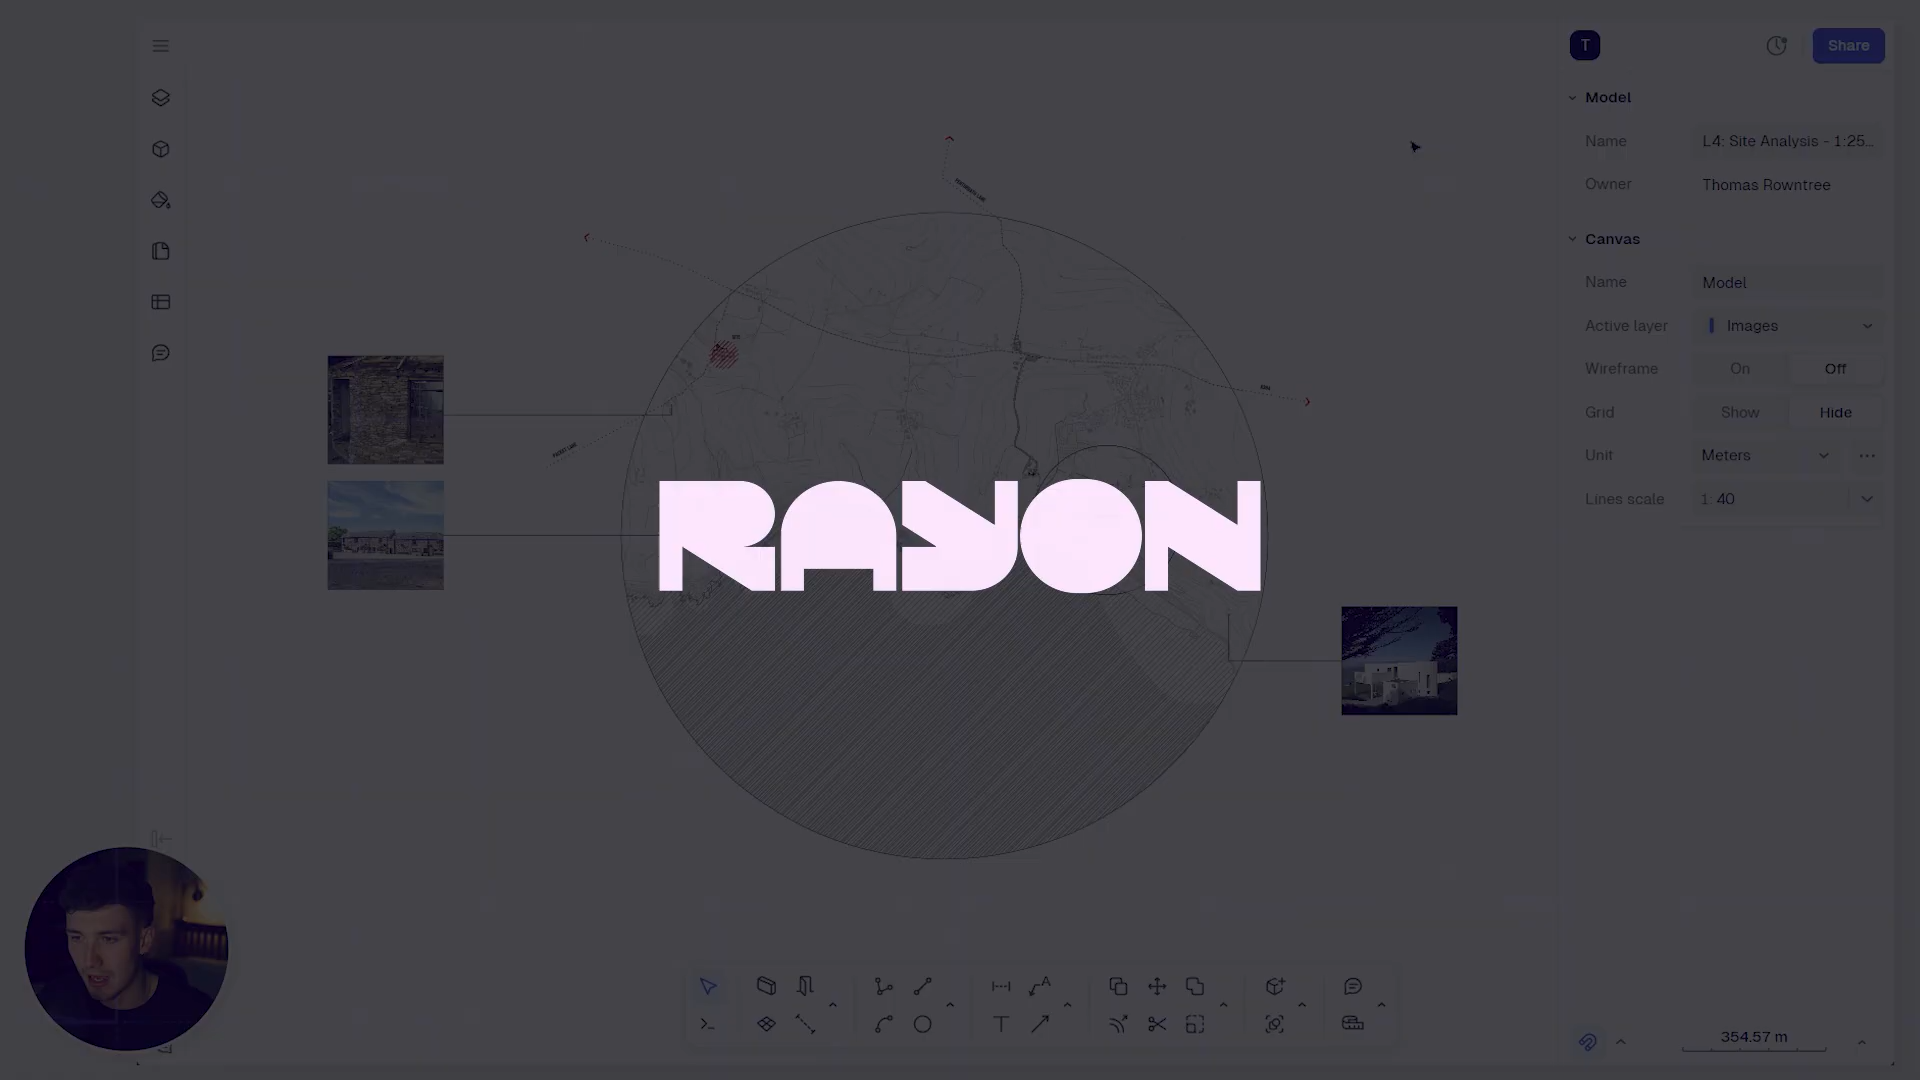 T
Share
Model
Name
L4: Site Analysis - 1:25...
Owner
Thomas Rowntree
Canvas
Name
Model
Active layer
Images
Wireframe
On
Off
Grid
Show
Hide
Unit
Meters
Lines scale
1: 40
RAYON
354.57 m